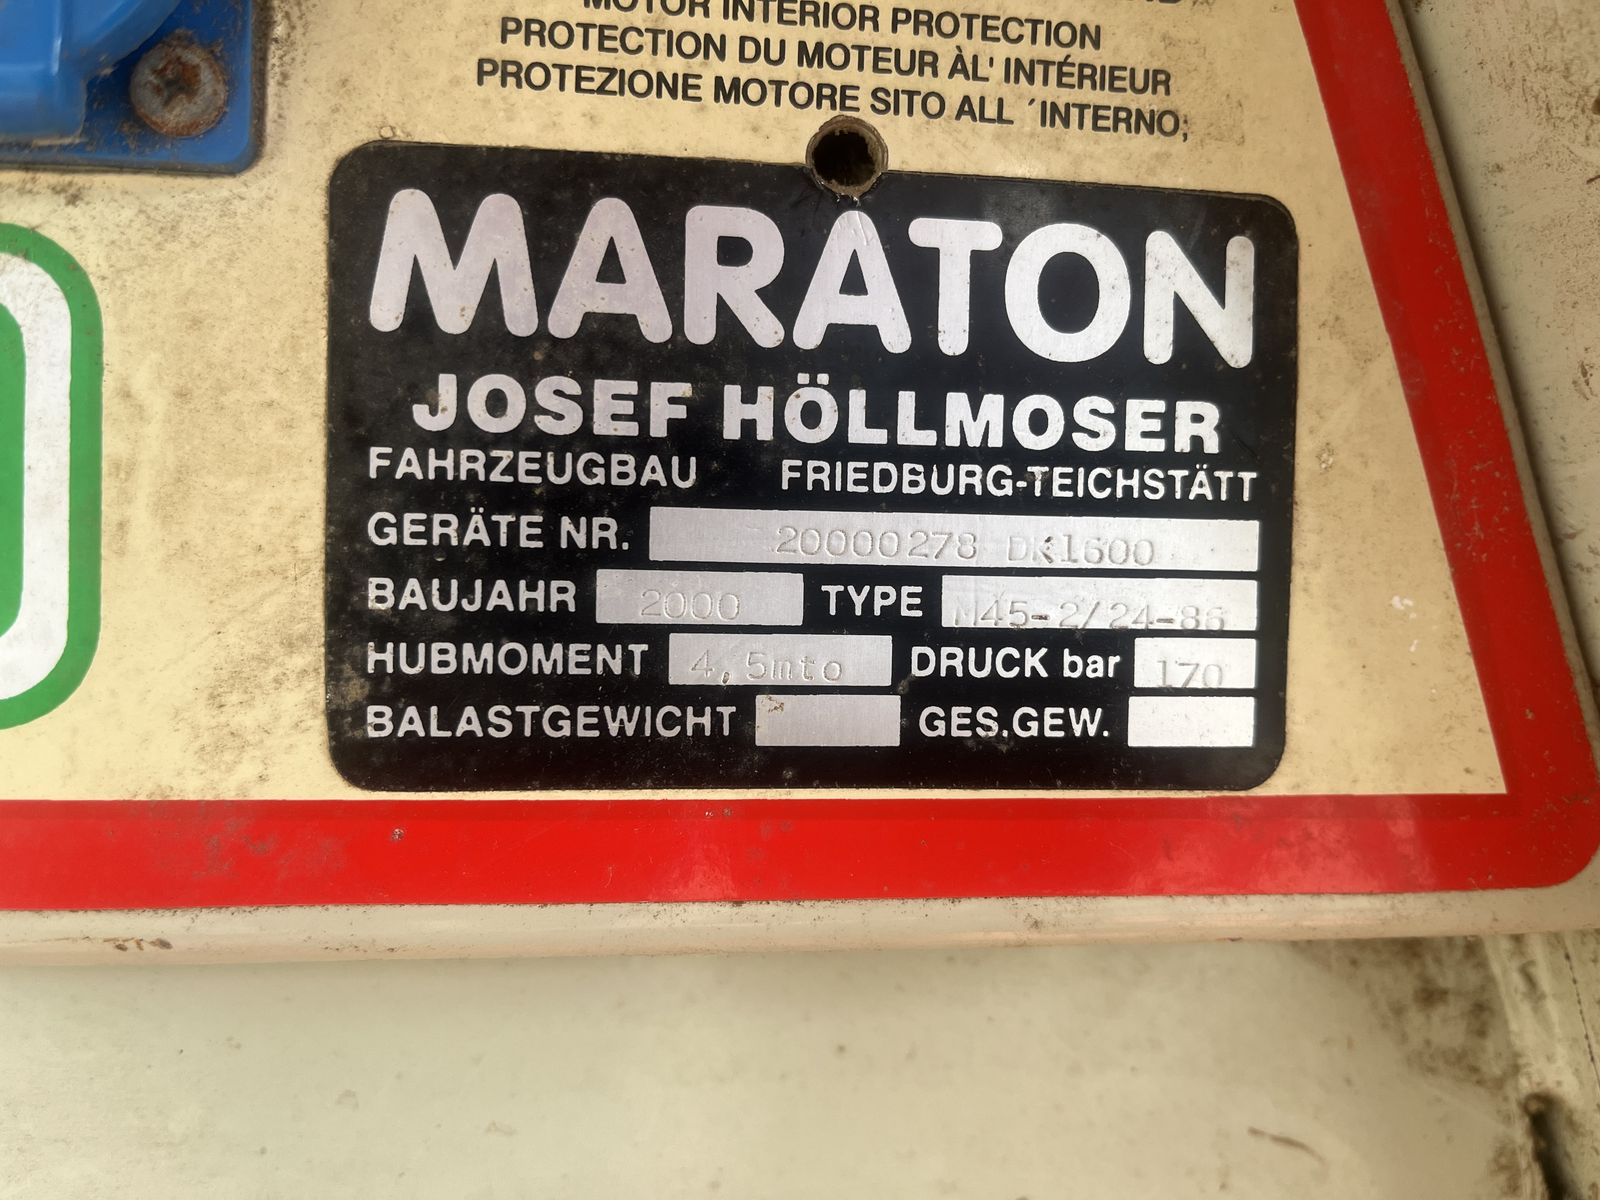 MOTOR INTERIOR PROTECTION
PROTECTION DU MOTEUR ÀL' INTÉRIEUR
PROTEZIONE MOTORE SITO ALL ´INTERNO;
MARATON
JOSEF HÖLLMOSER
FAHRZEUGBAU FRIEDBURG-TEICHSTÄTT
GERÄTE NR. 20000278 DK1600
BAUJAHR 2000 TYPE M45-2/24-86
HUBMOMENT 4,5mto DRUCK bar 170
BALASTGEWICHT GES.GEW.